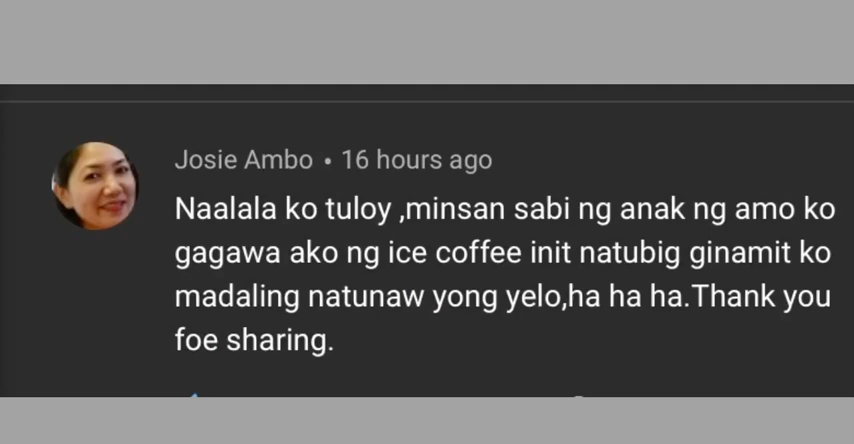 Josie Ambo • 16 hours ago
Naalala ko tuloy ,minsan sabi ng anak ng amo ko
gagawa ako ng ice coffee init natubig ginamit ko
madaling natunaw yong yelo,ha ha ha.Thank you
foe sharing.